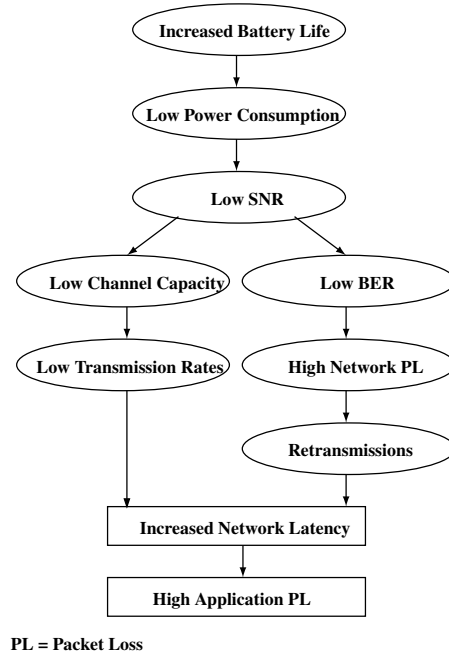 Increased Battery Life
Low Power Consumption
Low SNR
Low Channel Capacity
Low BER
Low Transmission Rates
High Network PL
Retransmissions
Increased Network Latency
High Application PL
PL = Packet Loss